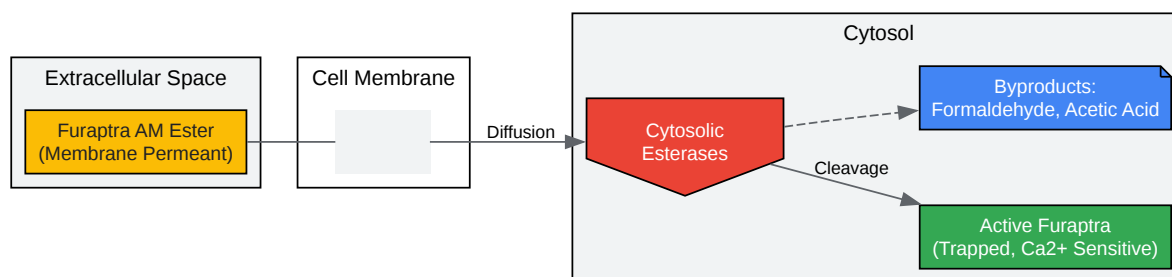 Extracellular Space
Furaptra AM Ester
(Membrane Permeant)
Cell Membrane
Diffusion
Cytosol
Cytosolic
Esterases
Byproducts:
Formaldehyde, Acetic Acid
Cleavage
Active Furaptra
(Trapped, Ca2+ Sensitive)